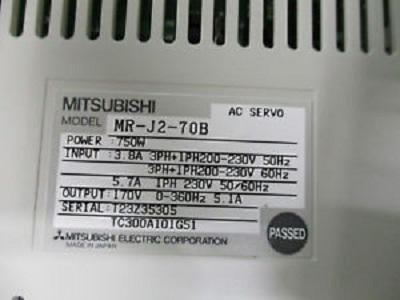 MITSUBISHI
AC SERVO
MODEL MR-J2-70B
POWER : 750W
INPUT : 3.8A 3PH+1PH200-230V 50Hz
3PH+1PH200-230V 60Hz
5.7A 1PH 230V 50/60Hz
OUTPUT: 170V 0-360Hz 5.1A
SERIAL: T23Z35305
TC300A101G51
MITSUBISHI ELECTRIC CORPORATION
MADE IN JAPAN
PASSED